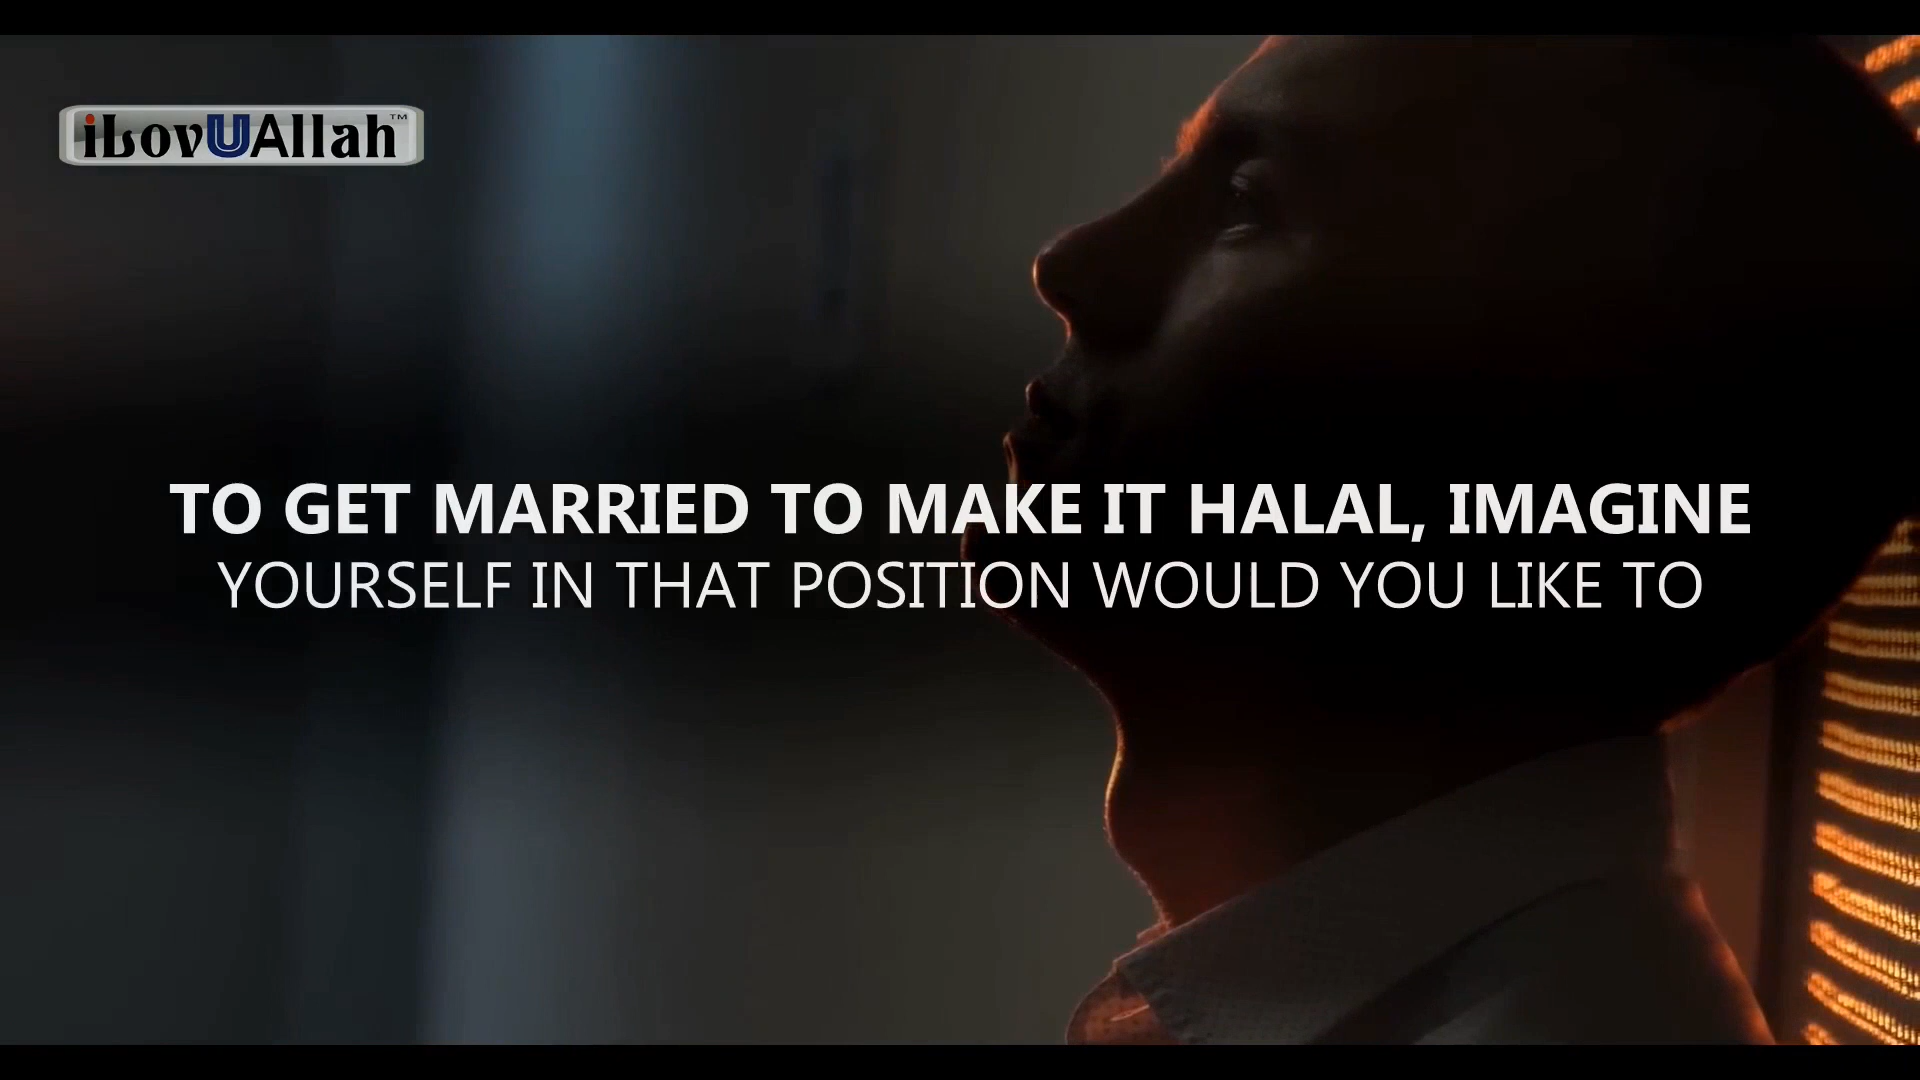 iLovUAllah™
TO GET MARRIED TO MAKE IT HALAL, IMAGINE
YOURSELF IN THAT POSITION WOULD YOU LIKE TO